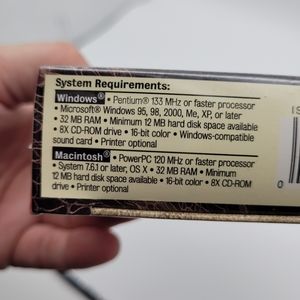 System Requirements:
Windows® • Pentium® 133 MHz or faster processor
• Microsoft® Windows 95, 98, 2000, Me, XP, or later
• 32 MB RAM • Minimum 12 MB hard disk space available
• 8X CD-ROM drive • 16-bit color • Windows-compatible
sound card • Printer optional
Macintosh® • PowerPC 120 MHz or faster processor
• System 7.6.1 or later, OS X • 32 MB RAM • Minimum
12 MB hard disk space available • 16-bit color • 8X CD-ROM
drive • Printer optional
IS
0